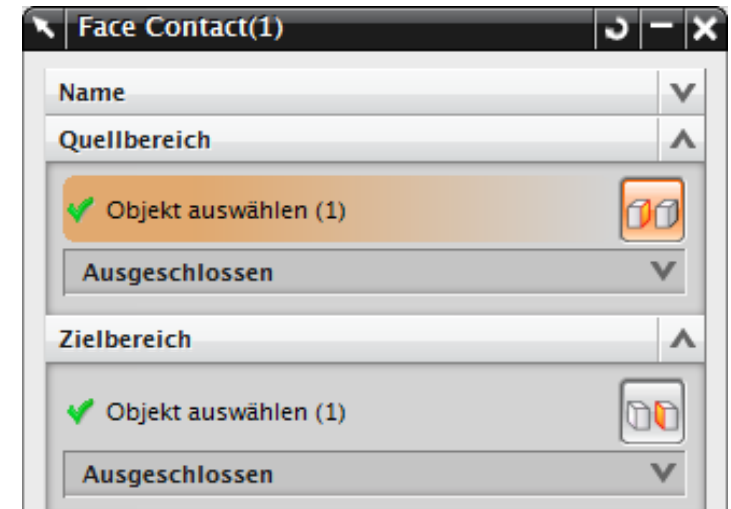 Face Contact(1)
Name
Quellbereich
Objekt auswählen (1)
Ausgeschlossen
Zielbereich
Objekt auswählen (1)
Ausgeschlossen